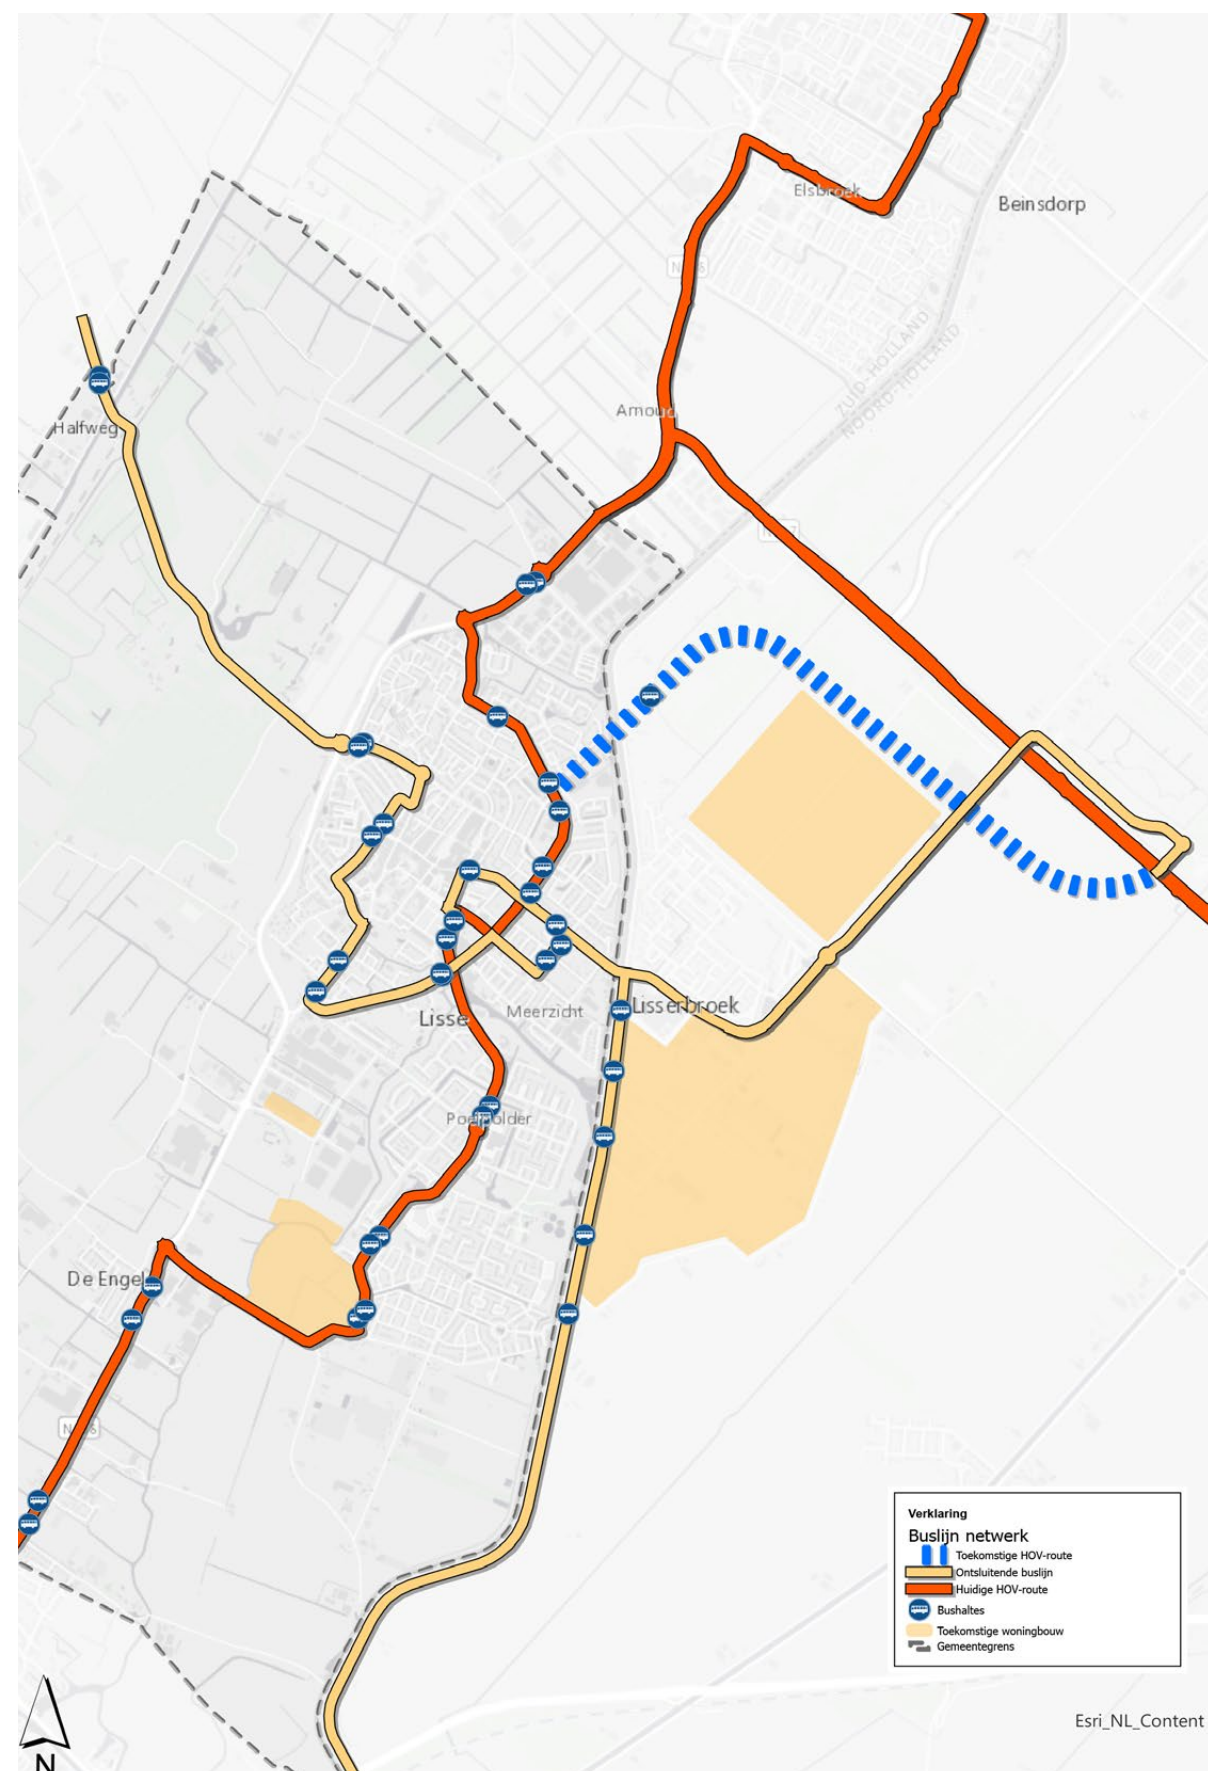 Elsbroek
Beinsdorp
ZUID-HOLLAND
NOORD-HOLLAND
Halfweg
Lisserbroek
Lisse
Meerzicht
Poelpolder
De Engel
Verklaring
Buslijn netwerk
Toekomstige HOV-route
Ontsluitende buslijn
Huidige HOV-route
Bushaltes
Toekomstige woningbouw
Gemeentegrens
Esri_NL_Content
N